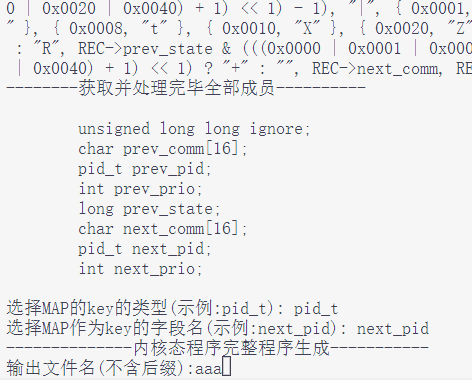 0 | 0x0020 | 0x0040) + 1) << 1) - 1), "|", { 0x0001,
" }, { 0x0008, "t" }, { 0x0010, "X" }, { 0x0020, "Z"
: "R", REC->prev_state & (((0x0000 | 0x0001 | 0x000
| 0x0040) + 1) << 1) ? "+" : "", REC->next_comm, RE
--------获取并处理完毕全部成员----------
unsigned long long ignore;
char prev_comm[16];
pid_t prev_pid;
int prev_prio;
long prev_state;
char next_comm[16];
pid_t next_pid;
int next_prio;
选择MAP的key的类型(示例:pid_t): pid_t
选择MAP作为key的字段名(示例:next_pid): next_pid
--------------内核态程序完整程序生成-----------
输出文件名(不含后缀):aaa